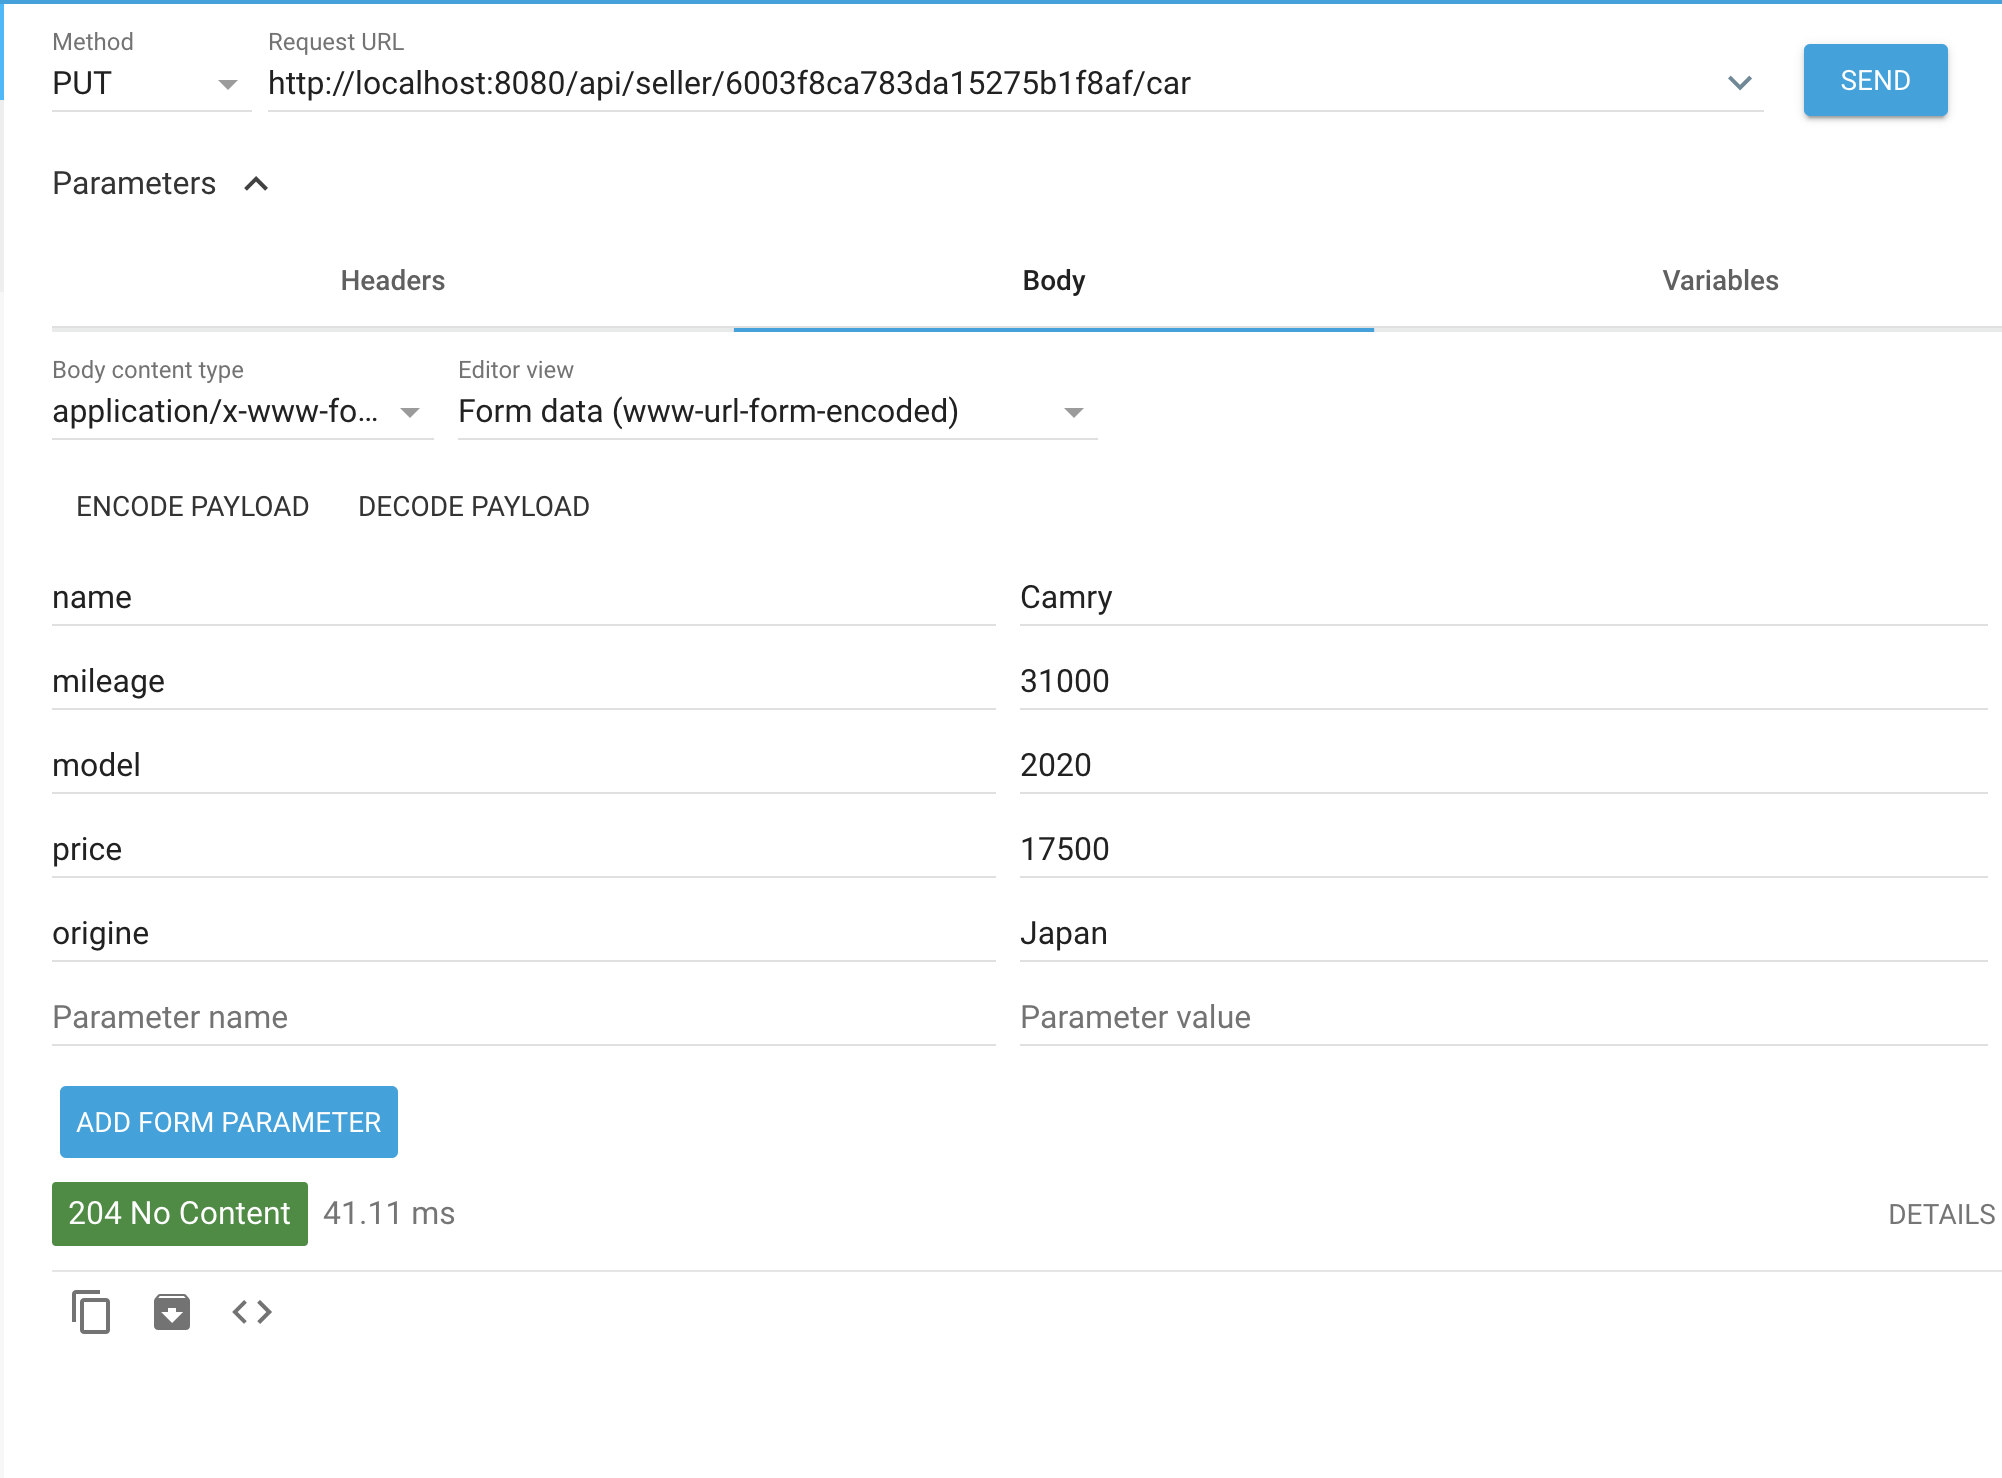 Method
Request URL
PUT
http://localhost:8080/api/seller/6003f8ca783da15275b1f8af/car
SEND
Parameters
Headers
Body
Variables
Body content type
Editor view
application/x-www-fo...
Form data (www-url-form-encoded)
ENCODE PAYLOAD
DECODE PAYLOAD
name
Camry
mileage
31000
model
2020
price
17500
origine
Japan
Parameter name
Parameter value
ADD FORM PARAMETER
204 No Content
41.11 ms
DETAILS